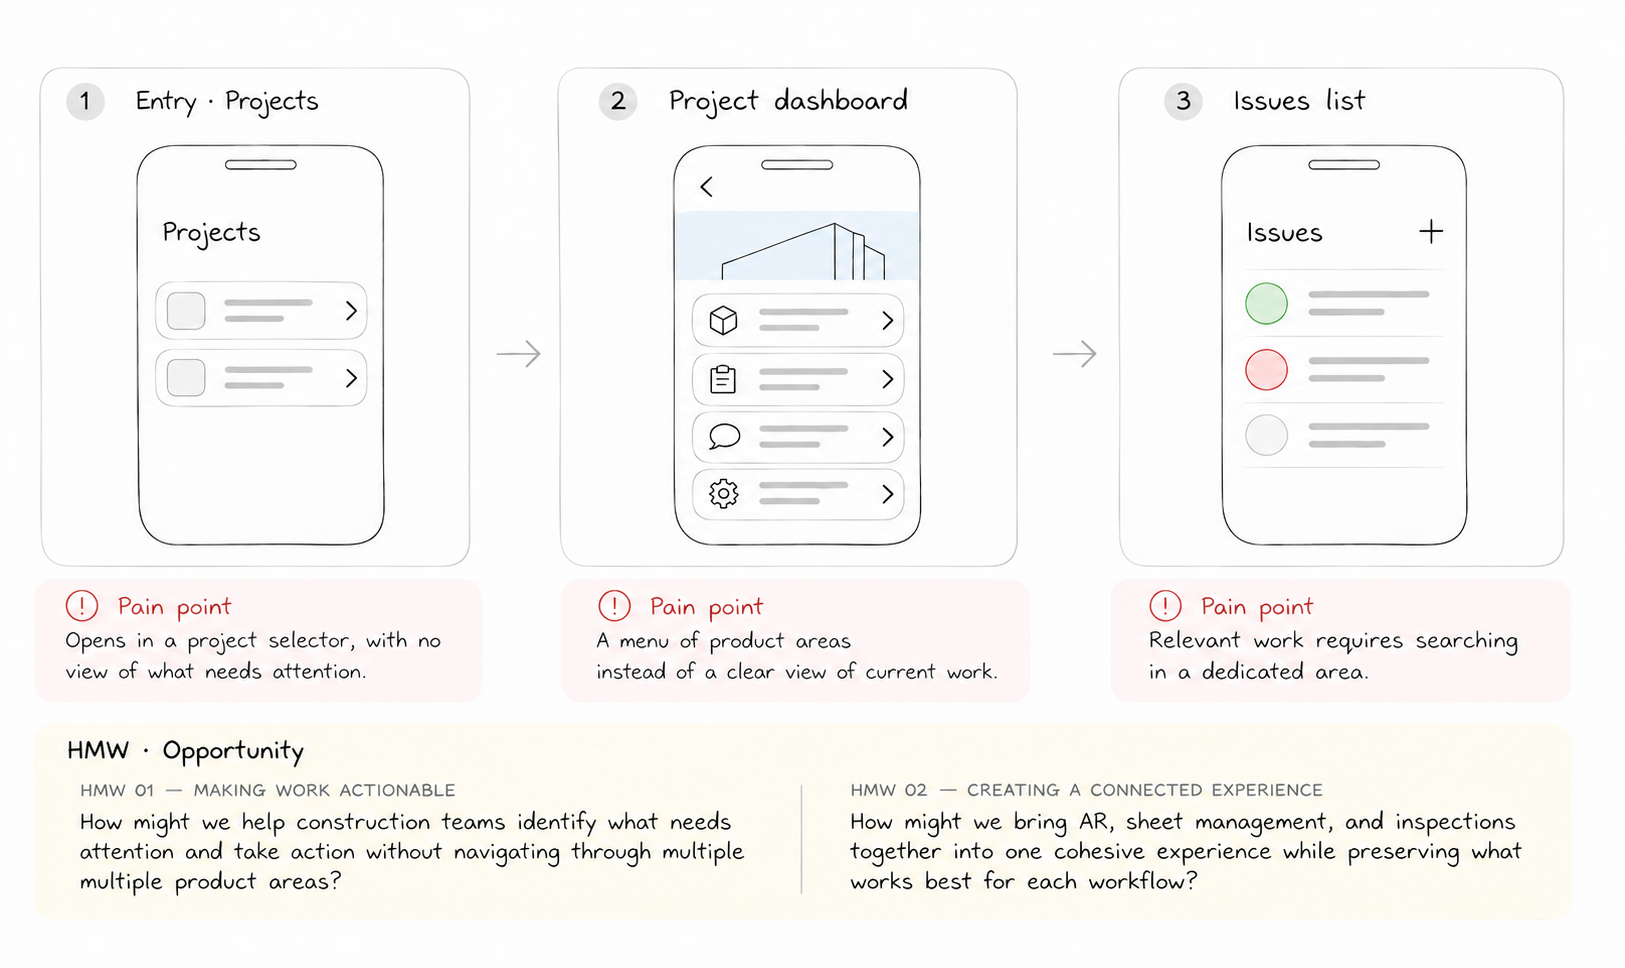 1 Entry · Projects
Projects
2 Project dashboard
3 Issues list
Issues +
! Pain point
Opens in a project selector, with no
view of what needs attention.
! Pain point
A menu of product areas
instead of a clear view of current work.
! Pain point
Relevant work requires searching
in a dedicated area.
HMW · Opportunity
HMW 01 — MAKING WORK ACTIONABLE
How might we help construction teams identify what needs
attention and take action without navigating through multiple
multiple product areas?
HMW 02 — CREATING A CONNECTED EXPERIENCE
How might we bring AR, sheet management, and inspections
together into one cohesive experience while preserving what
works best for each workflow?